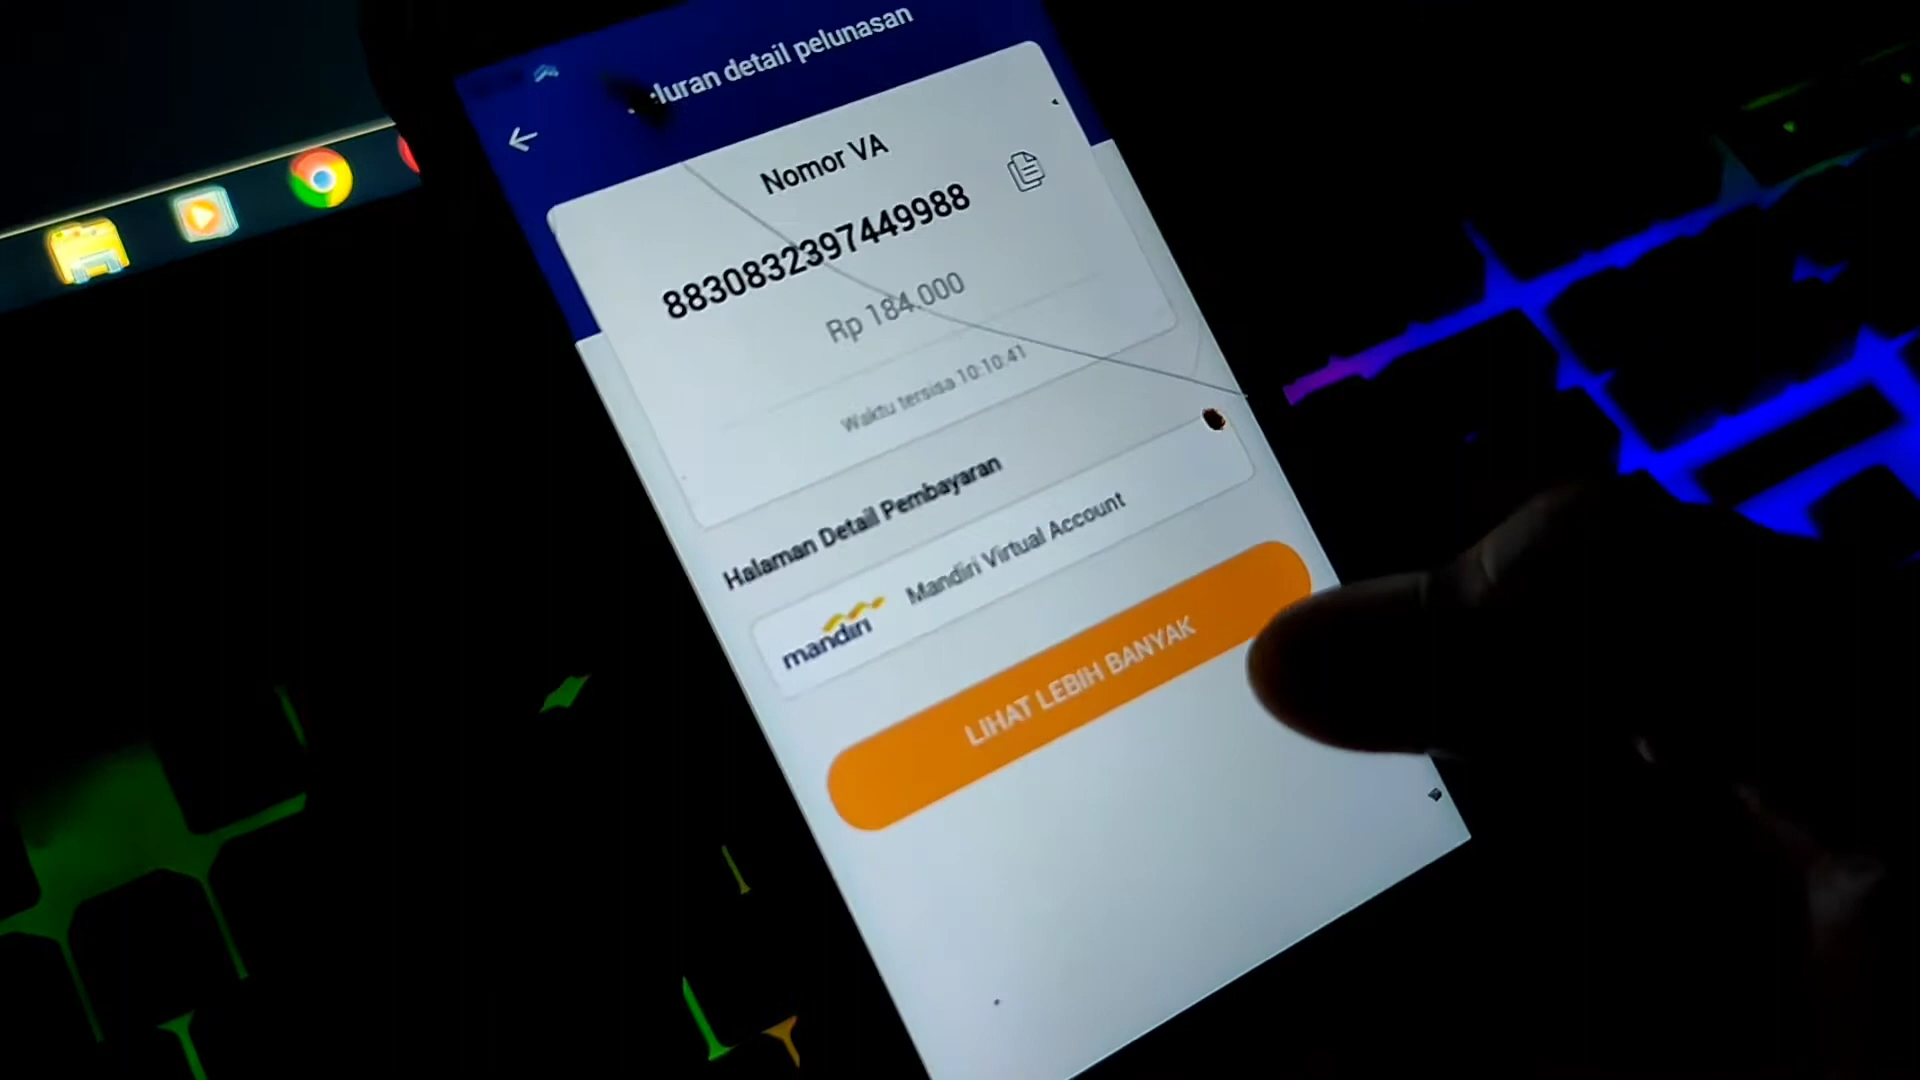 detail pelunasan
Nomor VA
8830832397449988
Rp 184.000
Waktu tersisa 10:10:41
Halaman Detail Pembayaran
mandiri
Mandiri Virtual Account
LIHAT LEBIH BANYAK